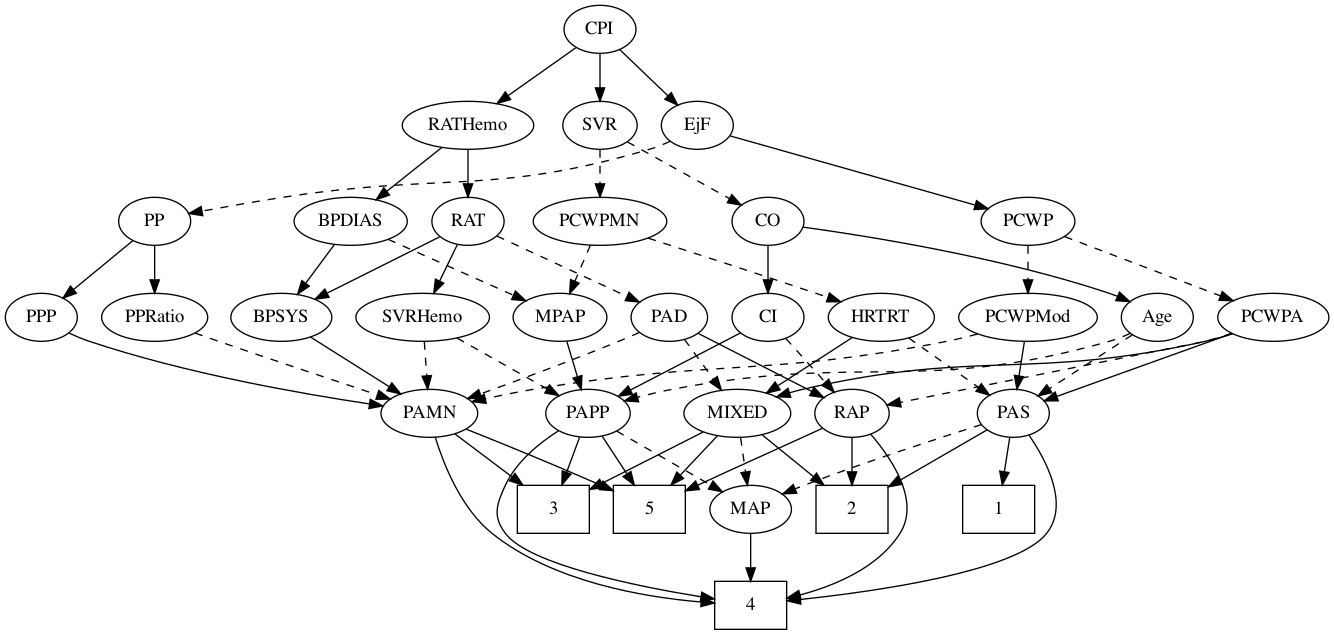 CPI
RATHemo
SVR
EjF
PP
BPDIAS
RAT
PCWPMN
CO
PCWP
PPP
PPRatio
BPSYS
SVRHemo
MPAP
PAD
CI
HRTRT
PCWPMod
Age
PCWPA
PAMN
PAPP
MIXED
RAP
PAS
3
5
MAP
2
1
4